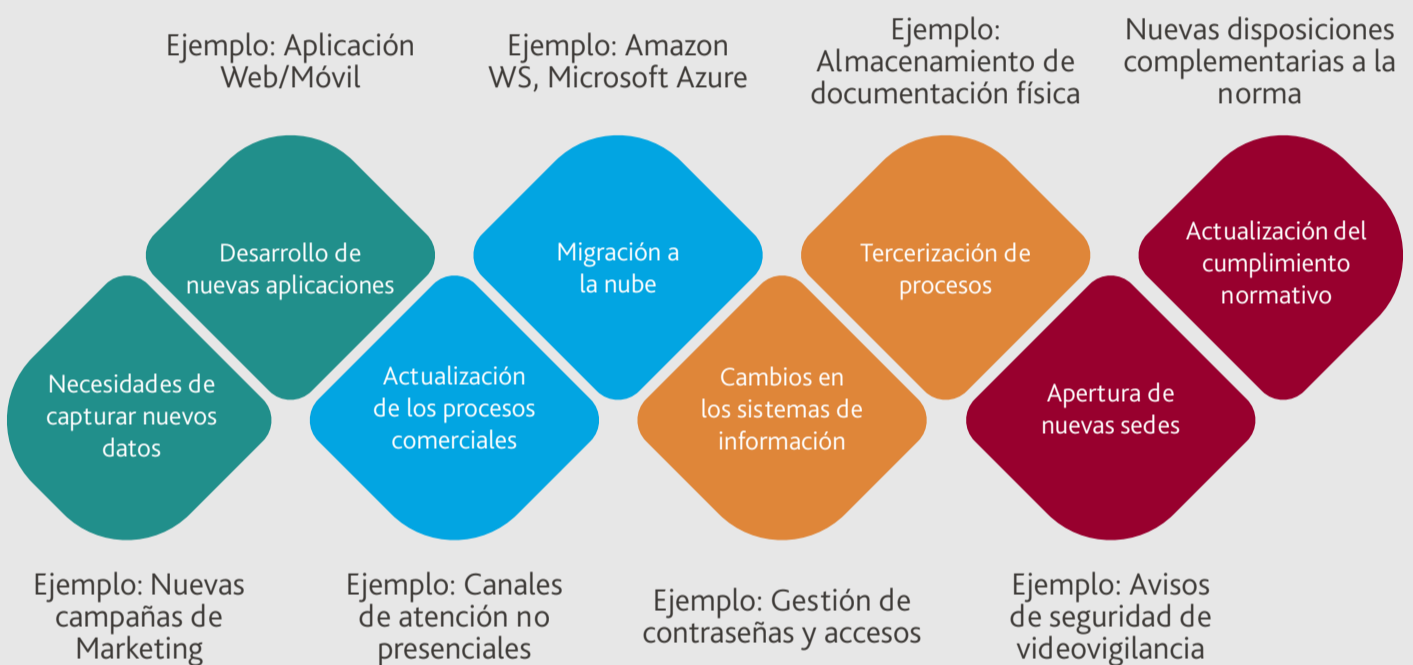 Ejemplo: Aplicación
Web/Móvil
Ejemplo: Amazon
WS, Microsoft Azure
Ejemplo:
Almacenamiento de
documentación física
Nuevas disposiciones
complementarias a la
norma
Desarrollo de
nuevas aplicaciones
Migración a
la nube
Tercerización de
procesos
Actualización del
cumplimiento
normativo
Necesidades de
capturar nuevos
datos
Actualización
de los procesos
comerciales
Cambios en
los sistemas de
información
Apertura de
nuevas sedes
Ejemplo: Nuevas
campañas de
Marketing
Ejemplo: Canales
de atención no
presenciales
Ejemplo: Gestión de
contraseñas y accesos
Ejemplo: Avisos
de seguridad de
videovigilancia